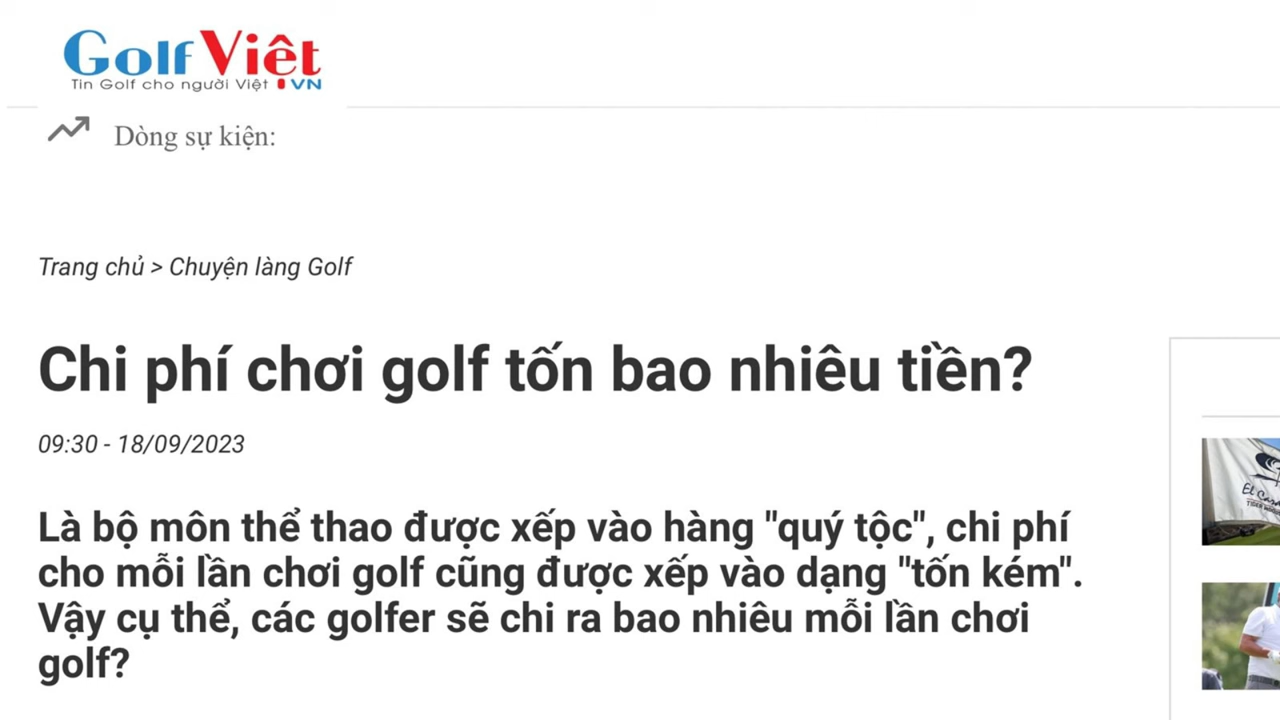 Golf Việt
Tin Golf cho người Việt .VN
Dòng sự kiện:
Trang chủ > Chuyện làng Golf
Chi phí chơi golf tốn bao nhiêu tiền?
09:30 - 18/09/2023
Là bộ môn thể thao được xếp vào hàng "quý tộc", chi phí
cho mỗi lần chơi golf cũng được xếp vào dạng "tốn kém".
Vậy cụ thể, các golfer sẽ chi ra bao nhiêu mỗi lần chơi
golf?